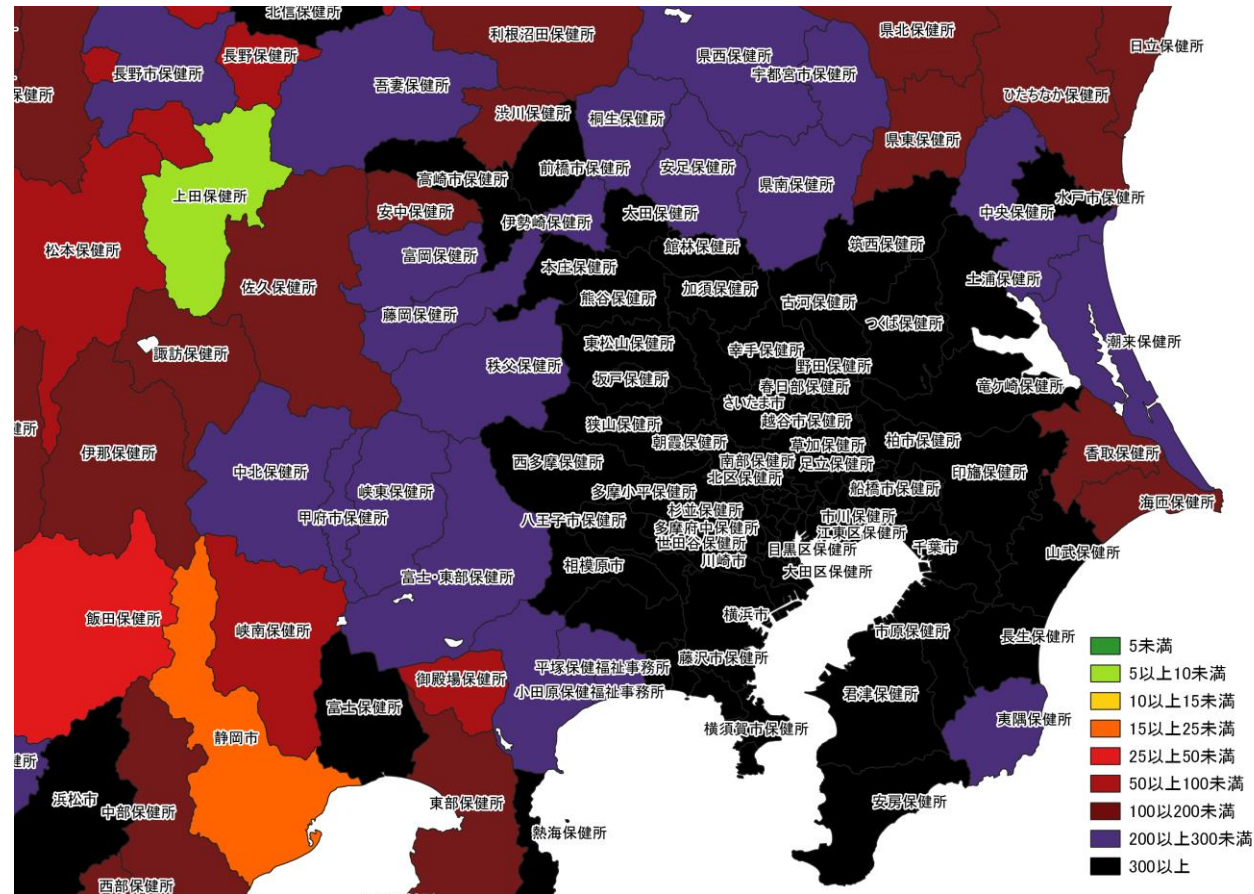 北信保健所
利根沼田保健所
県北保健所
日立保健所
長野保健所
長野市保健所
吾妻保健所
県西保健所
宇都宮市保健所
保健所
ひたちなか保健所
渋川保健所
桐生保健所
県東保健所
前橋市保健所
安足保健所
高崎市保健所
県南保健所
上田保健所
水戸市保健所
安中保健所
伊勢崎保健所
太田保健所
中央保健所
松本保健所
富岡保健所
館林保健所
筑西保健所
本庄保健所
土浦保健所
佐久保健所
熊谷保健所
加須保健所
古河保健所
藤岡保健所
つくば保健所
東松山保健所
幸手保健所
潮来保健所
諏訪保健所
秩父保健所
野田保健所
坂戸保健所
春日部保健所
竜ケ崎保健所
さいたま市
狭山保健所
越谷市保健所
健所
朝霞保健所
草加保健所
柏市保健所
伊那保健所
香取保健所
西多摩保健所
南部保健所
足立保健所
中北保健所
峡東保健所
北区保健所
印旛保健所
多摩小平保健所
船橋市保健所
海匝保健所
甲府市保健所
八王子市保健所
杉並保健所
市川保健所
多摩府中保健所
江東区保健所
世田谷保健所
目黒区保健所
千葉市
山武保健所
川崎市
相模原市
大田区保健所
富士・東部保健所
飯田保健所
横浜市
峡南保健所
市原保健所
長生保健所
藤沢市保健所
平塚保健福祉事務所
御殿場保健所
小田原保健福祉事務所
君津保健所
富士保健所
夷隅保健所
静岡市
横須賀市保健所
健所
浜松市
中部保健所
東部保健所
安房保健所
熱海保健所
西部保健所
5未満
5以上10未満
10以上15未満
15以上25未満
25以上50未満
50以上100未満
100以200未満
200以上300未満
300以上